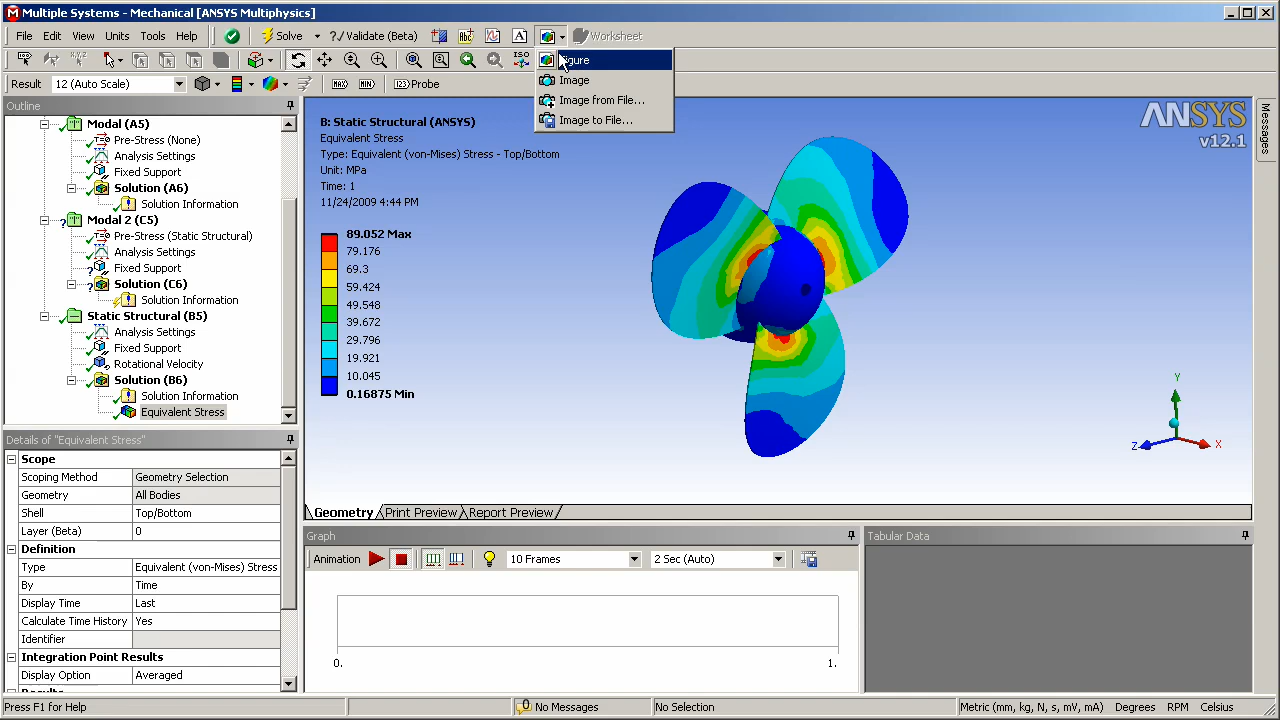 Multiple Systems - Mechanical [ANSYS Multiphysics]
File Edit View Units Tools Help Solve ?/ Validate (Beta) A Worksheet
ISO
Result 12 (Auto Scale) MAX MIN 123 Probe
Figure
Image
Image from File...
Image to File...
Outline
Modal (A5)
Pre-Stress (None)
Analysis Settings
Fixed Support
Solution (A6)
Solution Information
Modal 2 (C5)
Pre-Stress (Static Structural)
Analysis Settings
Fixed Support
Solution (C6)
Solution Information
Static Structural (B5)
Analysis Settings
Fixed Support
Rotational Velocity
Solution (B6)
Solution Information
Equivalent Stress
B: Static Structural (ANSYS)
Equivalent Stress
Type: Equivalent (von-Mises) Stress - Top/Bottom
Unit: MPa
Time: 1
11/24/2009 4:44 PM
89.052 Max
79.176
69.3
59.424
49.548
39.672
29.796
19.921
10.045
0.16875 Min
ANSYS
v12.1
Messages
Y
Z X
Geometry Print Preview Report Preview
Details of "Equivalent Stress"
Scope
Scoping Method Geometry Selection
Geometry All Bodies
Shell Top/Bottom
Layer (Beta) 0
Definition
Type Equivalent (von-Mises) Stress
By Time
Display Time Last
Calculate Time History Yes
Identifier
Integration Point Results
Display Option Averaged
Results
Graph
Animation 10 Frames 2 Sec (Auto)
0. 1.
Tabular Data
Press F1 for Help 0 No Messages No Selection Metric (mm, kg, N, s, mV, mA) Degrees RPM Celsius